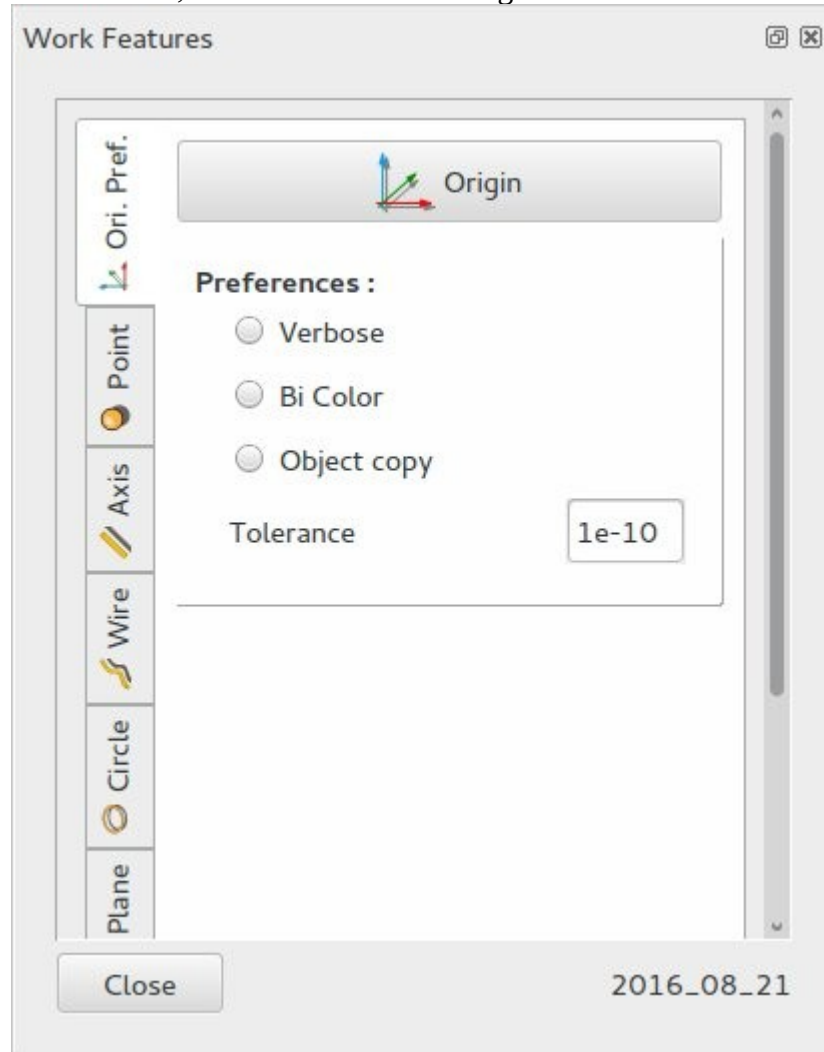 Work Features
Ori. Pref.
Origin
Preferences :
Verbose
Bi Color
Object copy
Tolerance
1e-10
Point
Axis
Wire
Circle
Plane
Close
2016_08_21